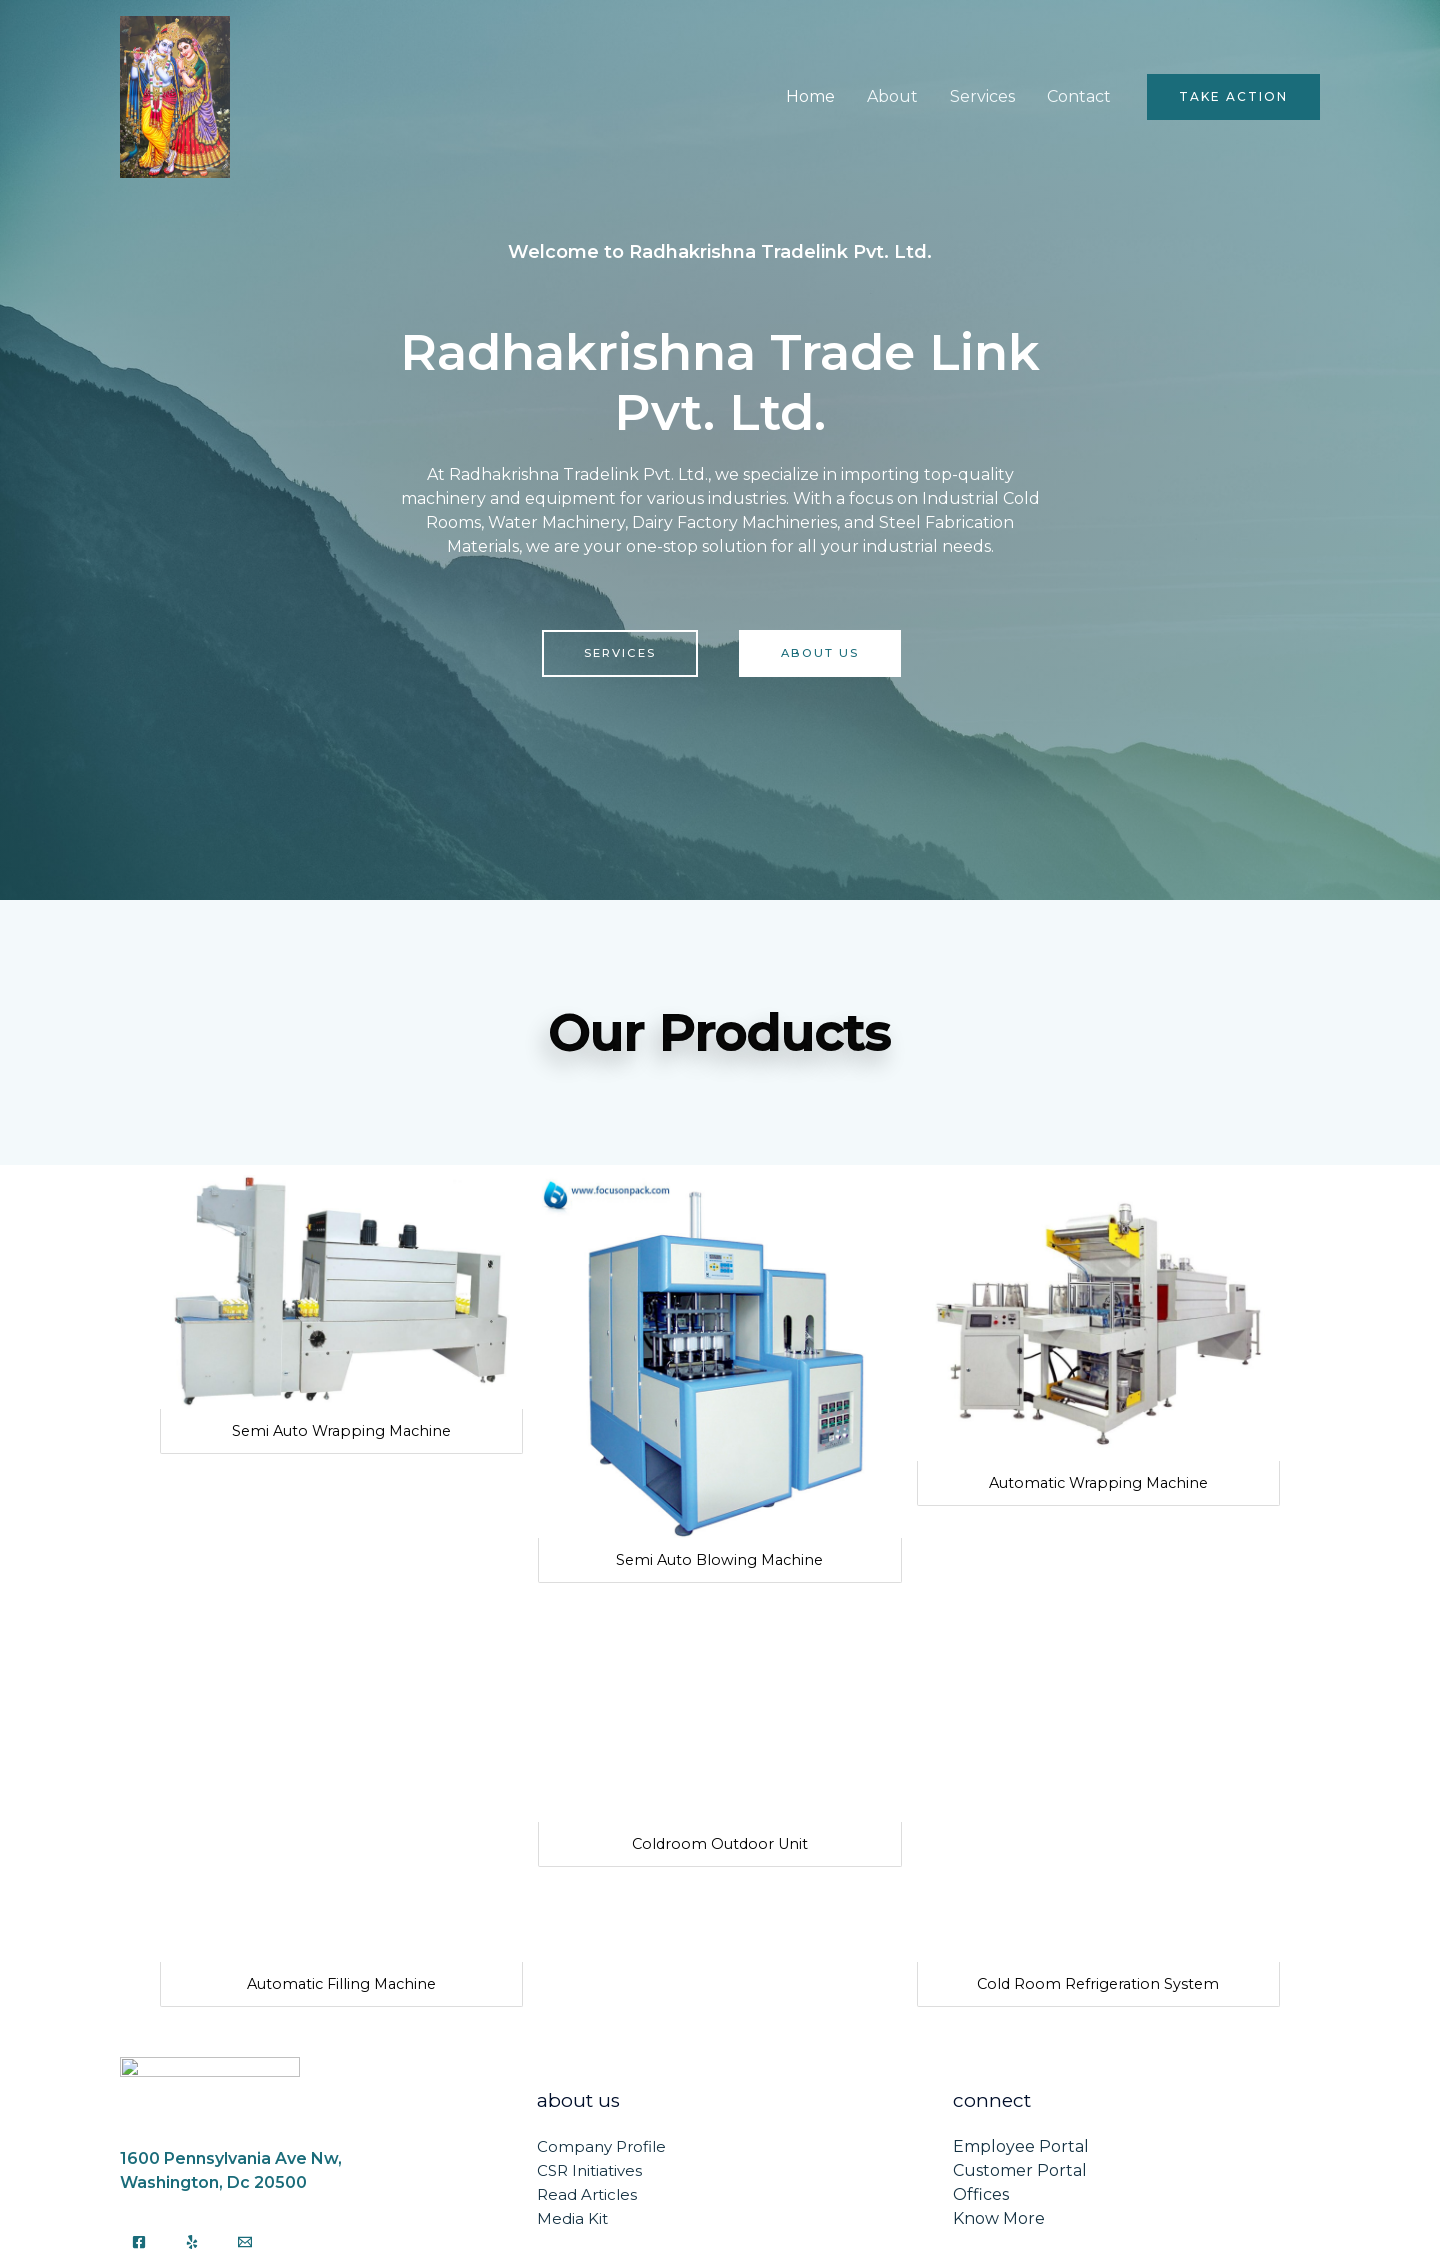 Home
About
Services
Contact
TAKE ACTION
Welcome to Radhakrishna Tradelink Pvt. Ltd.
Radhakrishna Trade Link
Pvt. Ltd.
At Radhakrishna Tradelink Pvt. Ltd., we specialize in importing top-quality
machinery and equipment for various industries. With a focus on Industrial Cold
Rooms, Water Machinery, Dairy Factory Machineries, and Steel Fabrication
Materials, we are your one-stop solution for all your industrial needs.
SERVICES
ABOUT US
Our Products
www.focusonpack.com
Semi Auto Wrapping Machine
Automatic Wrapping Machine
Semi Auto Blowing Machine
Coldroom Outdoor Unit
Automatic Filling Machine
Cold Room Refrigeration System
1600 Pennsylvania Ave Nw,
Washington, Dc 20500
about us
Company Profile
CSR Initiatives
Read Articles
Media Kit
connect
Employee Portal
Customer Portal
Offices
Know More